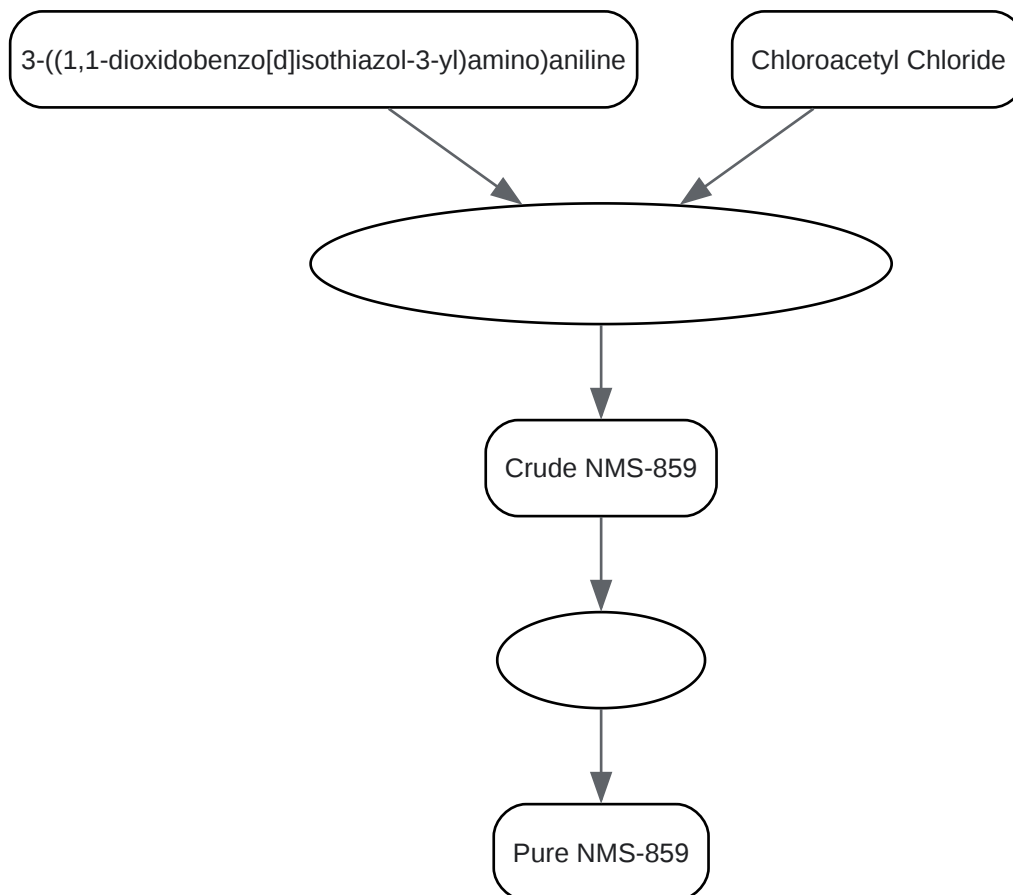 3-((1,1-dioxidobenzo[d]isothiazol-3-yl)amino)aniline
Chloroacetyl Chloride
Crude NMS-859
Pure NMS-859